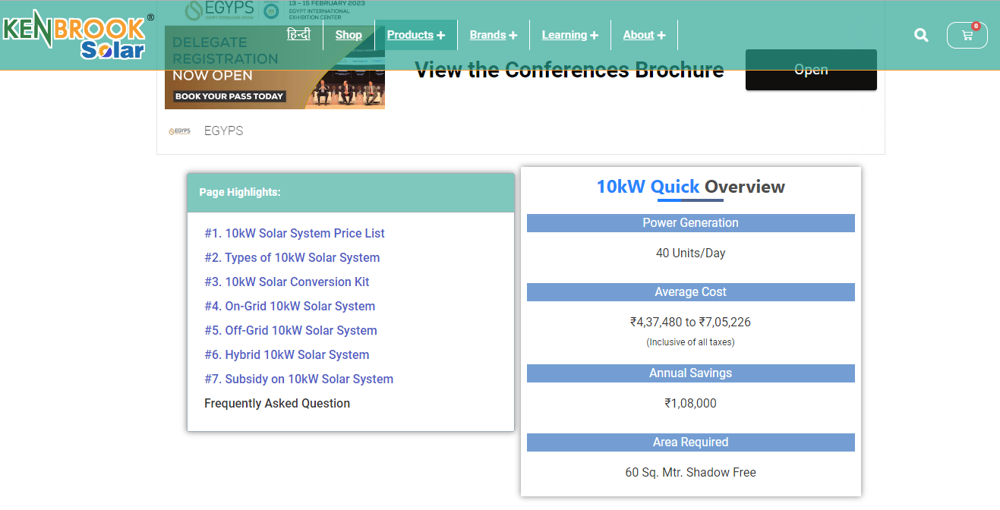 KENBROOK®
Solar
हिन्दी
Shop
Products +
Brands +
Learning +
About +
0
EGYPS
13 – 15 FEBRUARY 2023
EGYPT INTERNATIONAL
EXHIBITION CENTER
DELEGATE
REGISTRATION
NOW OPEN
BOOK YOUR PASS TODAY
View the Conferences Brochure
Open
EGYPS
EGYPS
Page Highlights:
#1. 10kW Solar System Price List
#2. Types of 10kW Solar System
#3. 10kW Solar Conversion Kit
#4. On-Grid 10kW Solar System
#5. Off-Grid 10kW Solar System
#6. Hybrid 10kW Solar System
#7. Subsidy on 10kW Solar System
Frequently Asked Question
10kW Quick Overview
Power Generation
40 Units/Day
Average Cost
₹4,37,480 to ₹7,05,226
(Inclusive of all taxes)
Annual Savings
₹1,08,000
Area Required
60 Sq. Mtr. Shadow Free